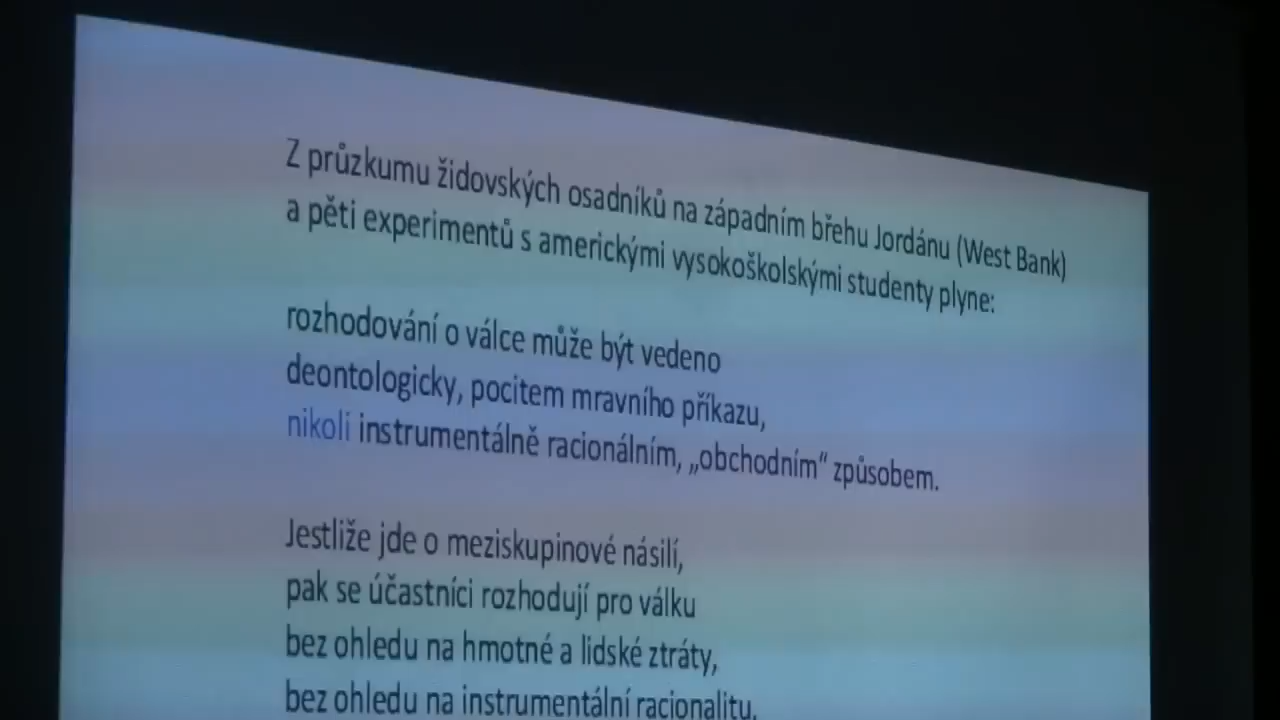 Z průzkumu židovských osadníků na západním břehu Jordánu (West Bank)
a pěti experimentů s americkými vysokoškolskými studenty plyne:
rozhodování o válce může být vedeno
deontologicky, pocitem mravního příkazu,
nikoli instrumentálně racionálním, „obchodním“ způsobem.
Jestliže jde o meziskupinové násilí,
pak se účastníci rozhodují pro válku
bez ohledu na hmotné a lidské ztráty,
bez ohledu na instrumentální racionalitu.